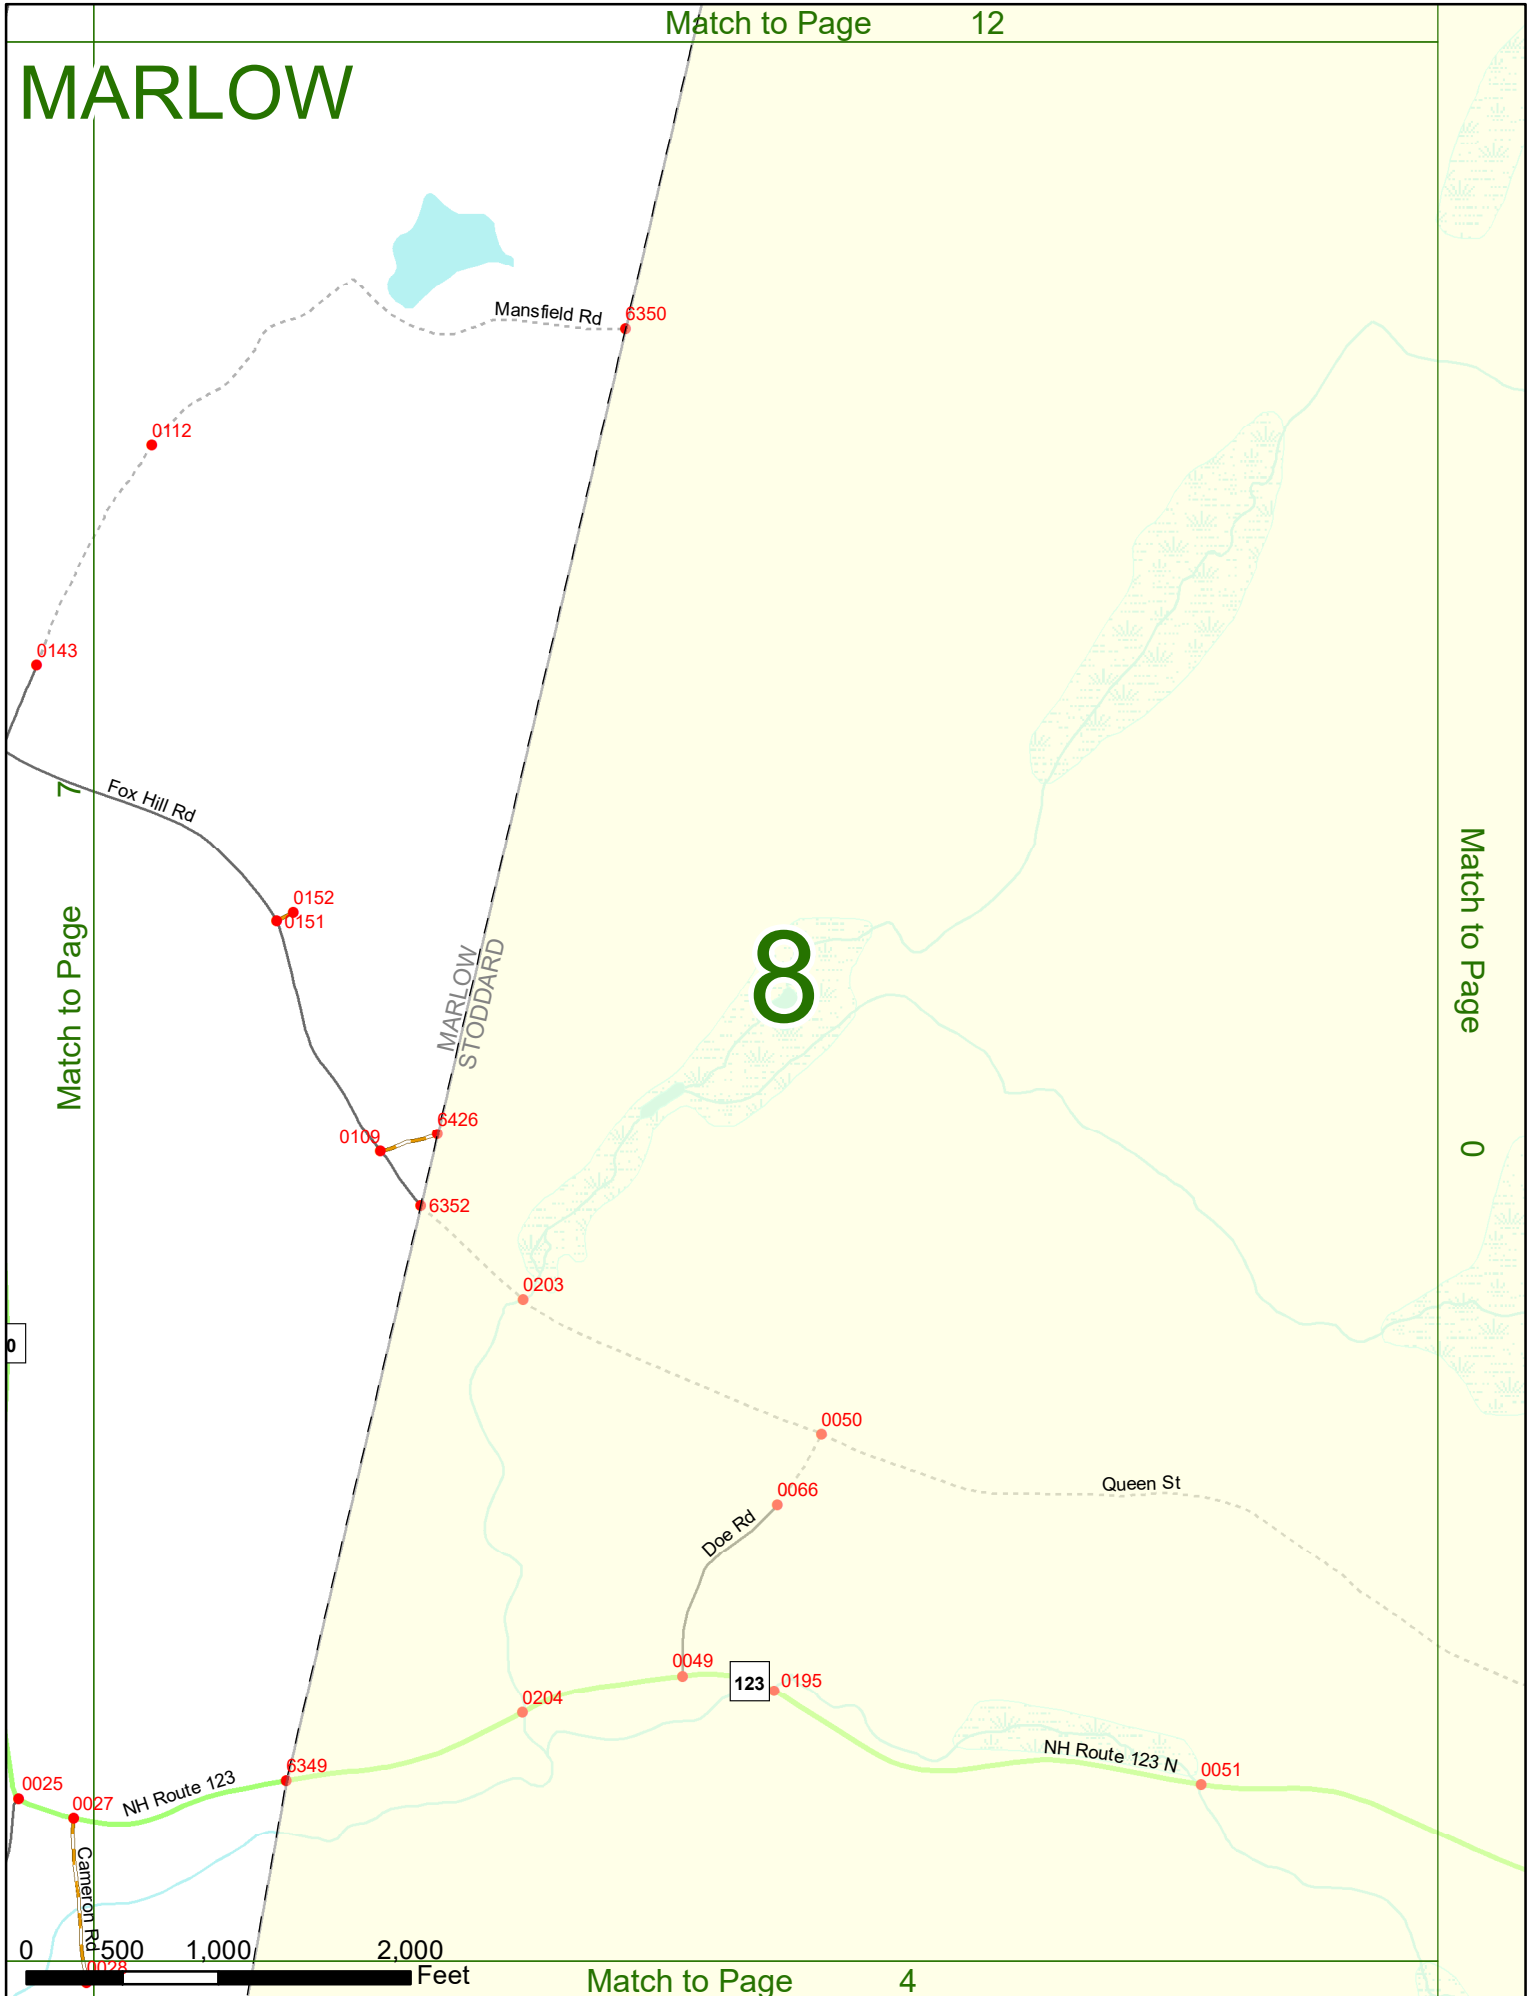 Match to Page 12
MARLOW
Mansfield Rd
6350
0112
0143
7
Match to Page
Fox Hill Rd
0152
0151
MARLOW
STODDARD
8
Match to Page
0
0109
6426
6352
0203
0
0050
0066
Queen St
Doe Rd
0049
123
0195
0204
NH Route 123 N
0051
6349
0025
0027
NH Route 123
Cameron Rd
0028
0 500 1,000 2,000
Feet
Match to Page 4